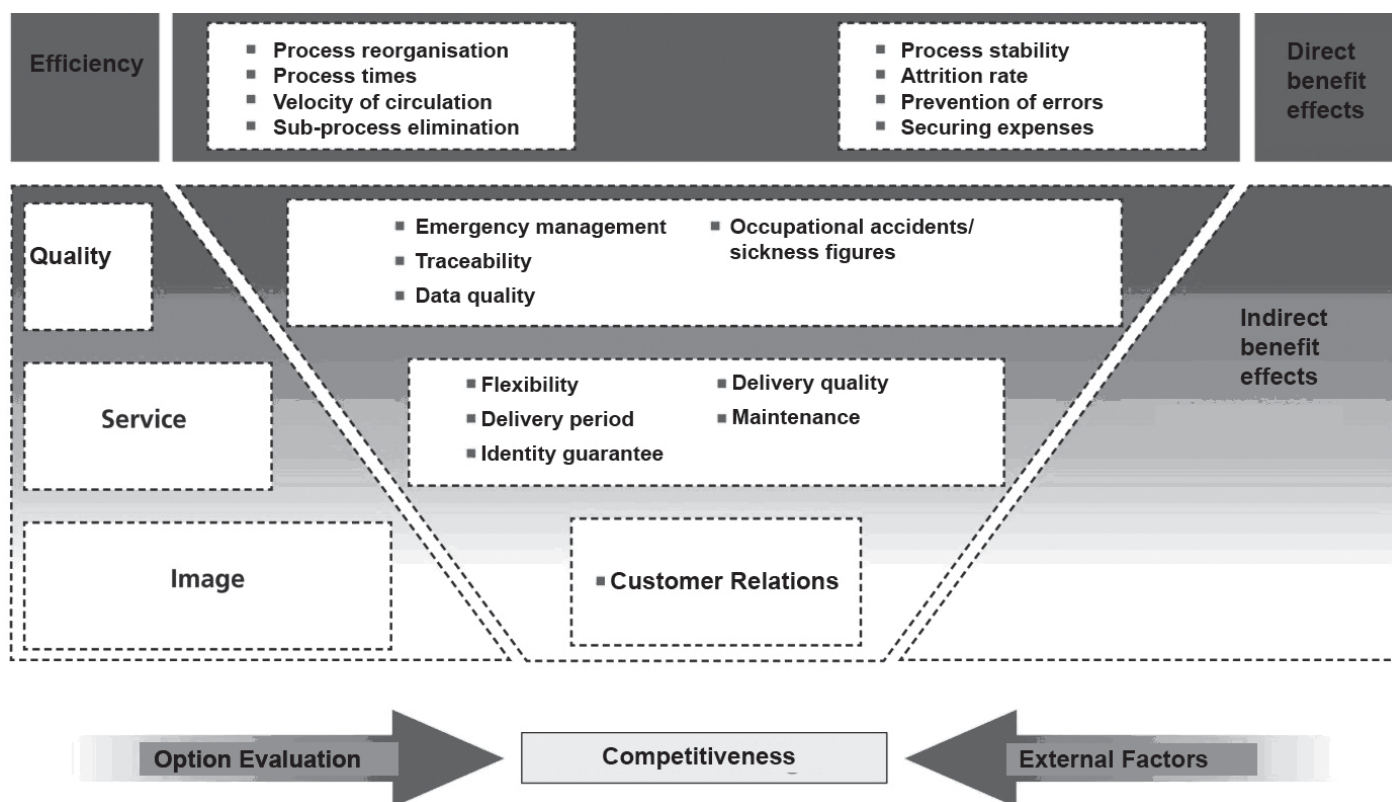 Efficiency
Process reorganisation
Process times
Velocity of circulation
Sub-process elimination
Process stability
Attrition rate
Prevention of errors
Securing expenses
Direct
benefit
effects
Quality
Emergency management
Traceability
Data quality
Occupational accidents/
sickness figures
Indirect
benefit
effects
Service
Flexibility
Delivery period
Identity guarantee
Delivery quality
Maintenance
Image
Customer Relations
Option Evaluation
Competitiveness
External Factors